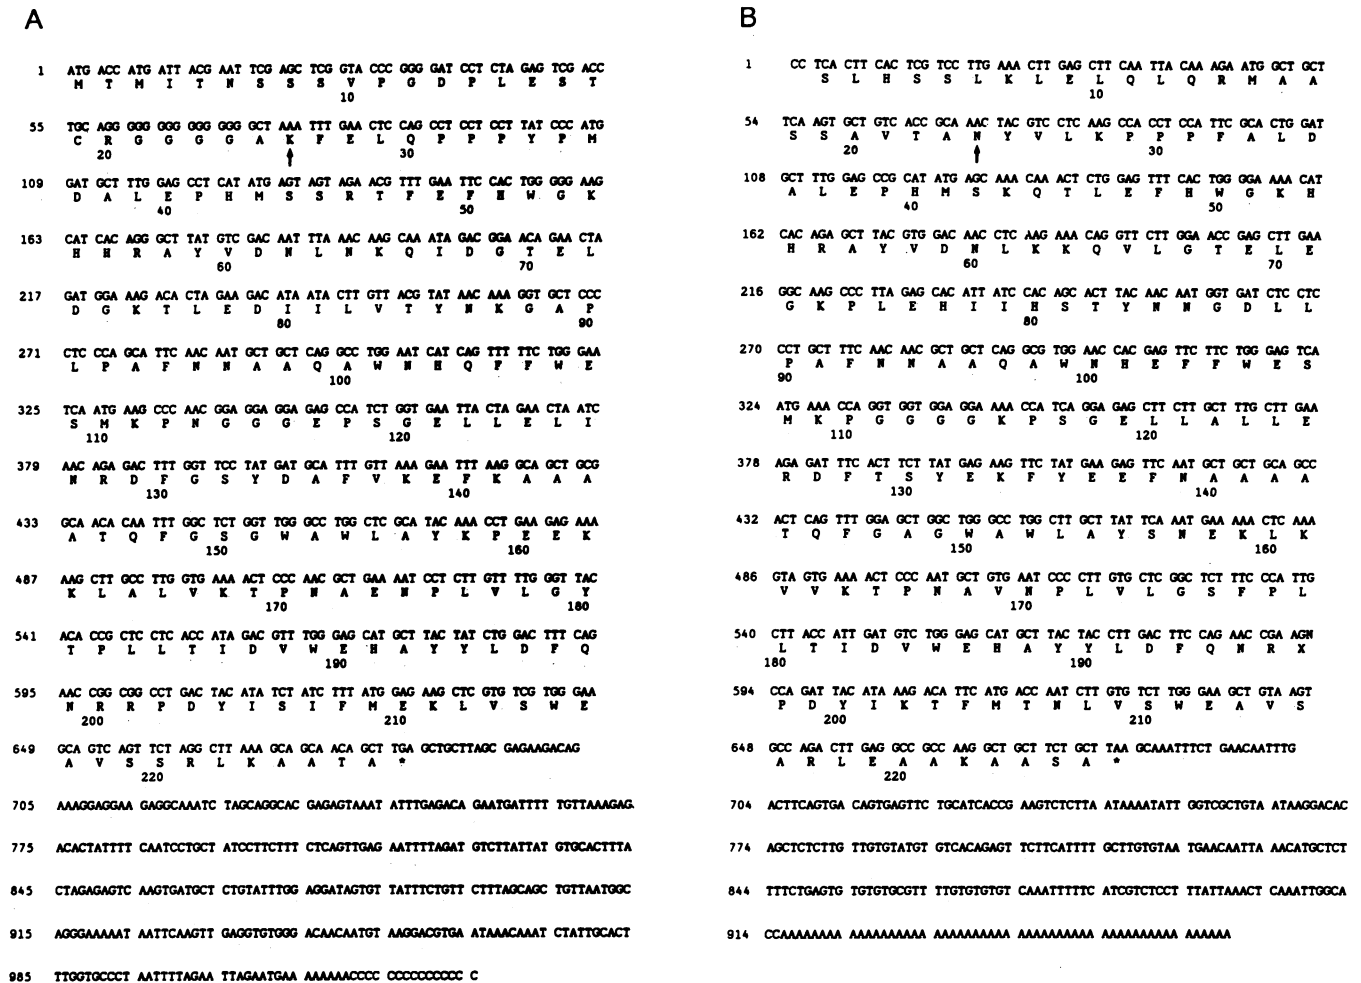 A
1 ATG ACC ATG ATT ACG AAT TCG AGC TCG GTA CCC GGG GAT CCT CTA GAG TCG ACC
M T M I T N S S S V P G D P L E S T
10
55 TGC AGG GGG GGG GGG GGG GCT AAA TTT GAA CTC CAG CCT CCT CCT TAT CCC ATG
C R G G G G A K F E L Q P P P Y P M
20 30
109 GAT GCT TTG GAG CCT CAT ATG AGT AGT AGA ACG TTT GAA TTC CAC TGG GGG AAG
D A L E P H M S S R T F E F H W G K
40 50
163 CAT CAC AGG GCT TAT GTC GAC AAT TTA AAC AAG CAA ATA GAC GGA ACA GAA CTA
H H R A Y V D N L N K Q I D G T E L
60 70
217 GAT GGA AAG ACA CTA GAA GAC ATA ATA CTT GTT ACG TAT AAC AAA GGT GCT CCC
D G K T L E D I I L V T Y N K G A P
80 90
271 CTC CCA GCA TTC AAC AAT GCT GCT CAG GCC TGG AAT CAT CAG TTT TTC TGG GAA
L P A F N N A A Q A W N H Q F F W E
100
325 TCA ATG AAG CCC AAC GGA GGA GGA GAG CCA TCT GGT GAA TTA CTA GAA CTA ATC
S M K P N G G G E P S G E L L E L I
110 120
379 AAC AGA GAC TTT GGT TCC TAT GAT GCA TTT GTT AAA GAA TTT AAG GCA GCT GCG
N R D F G S Y D A F V K E F K A A A
130 140
433 GCA ACA CAA TTT GGC TCT GGT TGG GCC TGG CTC GCA TAC AAA CCT GAA GAG AAA
A T Q F G S G W A W L A Y K P E E K
150 160
487 AAG CTT GCC TTG GTG AAA ACT CCC AAC GCT GAA AAT CCT CTT GTT TTG GGT TAC
K L A L V K T P N A E N P L V L G Y
170 180
541 ACA CCG CTC CTC ACC ATA GAC GTT TGG GAG CAT GCT TAC TAT CTG GAC TTT CAG
T P L L T I D V W E H A Y Y L D F Q
190
595 AAC CGG CGG CCT GAC TAC ATA TCT ATC TTT ATG GAG AAG CTC GTG TCG TGG GAA
N R R P D Y I S I F M E K L V S W E
200 210
649 GCA GTC AGT TCT AGG CTT AAA GCA GCA ACA GCT TGA GCTGCTTAGC GAGAAGACAG
A V S S R L K A A T A *
220
705 AAAGGAGGAA GAGGCAAATC TAGCAGGCAC GAGAGTAAAT ATTTGAGACA GAATGATTTT TGTTAAAGAG
775 ACACTATTTT CAATCCTGCT ATCCTTCTTT CTCAGTTGAG AATTTTAGAT GTCTTATTAT GTGCACTTTA
845 CTAGAGAGTC AAGTGATGCT CTGTATTTGG AGGATAGTGT TATTTCTGTT CTTTAGCAGC TGTTAATGGC
915 AGGGAAAAAT AATTCAAGTT GAGGTGTGGG ACAACAATGT AAGGACGTGA ATAAACAAAT CTATTGCACT
985 TTGGTGCCCT AATTTTAGAA TTAGAATGAA AAAAAACCCC CCCCCCCCCC C
B
1 CC TCA CTT CAC TCG TCC TTG AAA CTT GAG CTT CAA TTA CAA AGA ATG GCT GCT
S L H S S L K L E L Q L Q R M A A
10
54 TCA AGT GCT GTC ACC GCA AAC TAC GTC CTC AAG CCA CCT CCA TTC GCA CTG GAT
S S A V T A N Y V L K P P P F A L D
20 30
108 GCT TTG GAG CCG CAT ATG AGC AAA CAA ACT CTG GAG TTT CAC TGG GGA AAA CAT
A L E P H M S K Q T L E F H W G K H
40 50
162 CAC AGA GCT TAC GTG GAC AAC CTC AAG AAA CAG GTT CTT GGA ACC GAG CTT GAA
H R A Y V D N L K K Q V L G T E L E
60 70
216 GGC AAG CCC TTA GAG CAC ATT ATC CAC AGC ACT TAC AAC AAT GGT GAT CTC CTC
G K P L E H I I H S T Y N N G D L L
80
270 CCT GCT TTC AAC AAC GCT GCT CAG GCG TGG AAC CAC GAG TTC TTC TGG GAG TCA
P A F N N A A Q A W N H E F F W E S
90 100
324 ATG AAA CCA GGT GGT GGA GGA AAA CCA TCA GGA GAG CTT CTT GCT TTG CTT GAA
M K P G G G G K P S G E L L A L L E
110 120
378 AGA GAT TTC ACT TCT TAT GAG AAG TTC TAT GAA GAG TTC AAT GCT GCT GCA GCC
R D F T S Y E K F Y E E F N A A A A
130 140
432 ACT CAG TTT GGA GCT GGC TGG GCC TGG CTT GCT TAT TCA AAT GAA AAA CTC AAA
T Q F G A G W A W L A Y S N E K L K
150 160
486 GTA GTG AAA ACT CCC AAT GCT GTG AAT CCC CTT GTG CTC GGC TCT TTC CCA TTG
V V K T P N A V N P L V L G S F P L
170
540 CTT ACC ATT GAT GTC TGG GAG CAT GCT TAC TAC CTT GAC TTC CAG AAC CGA AGN
L T I D V W E H A Y Y L D F Q N R X
180 190
594 CCA GAT TAC ATA AAG ACA TTC ATG ACC AAT CTT GTG TCT TGG GAA GCT GTA AGT
P D Y I K T F M T N L V S W E A V S
200 210
648 GCC AGA CTT GAG GCC GCC AAG GCT GCT TCT GCT TAA GCAAATTTCT GAACAATTTG
A R L E A A K A A S A *
220
704 ACTTCAGTGA CAGTGAGTTC TGCATCACCG AAGTCTCTTA ATAAAATATT GGTCGCTGTA ATAAGGACAC
774 AGCTCTCTTG TTGTGTATGT GTCACAGAGT TCTTCATTTT GCTTGTGTAA TGAACAATTA AACATGCTCT
844 TTTCTGAGTG TGTGTGCGTT TTGTGTGTGT CAAATTTTTC ATCGTCTCCT TTATTAAACT CAAATTGGCA
914 CCAAAAAAAA AAAAAAAAAA AAAAAAAAAA AAAAAAAAAA AAAAAAAAAA AAAAAA